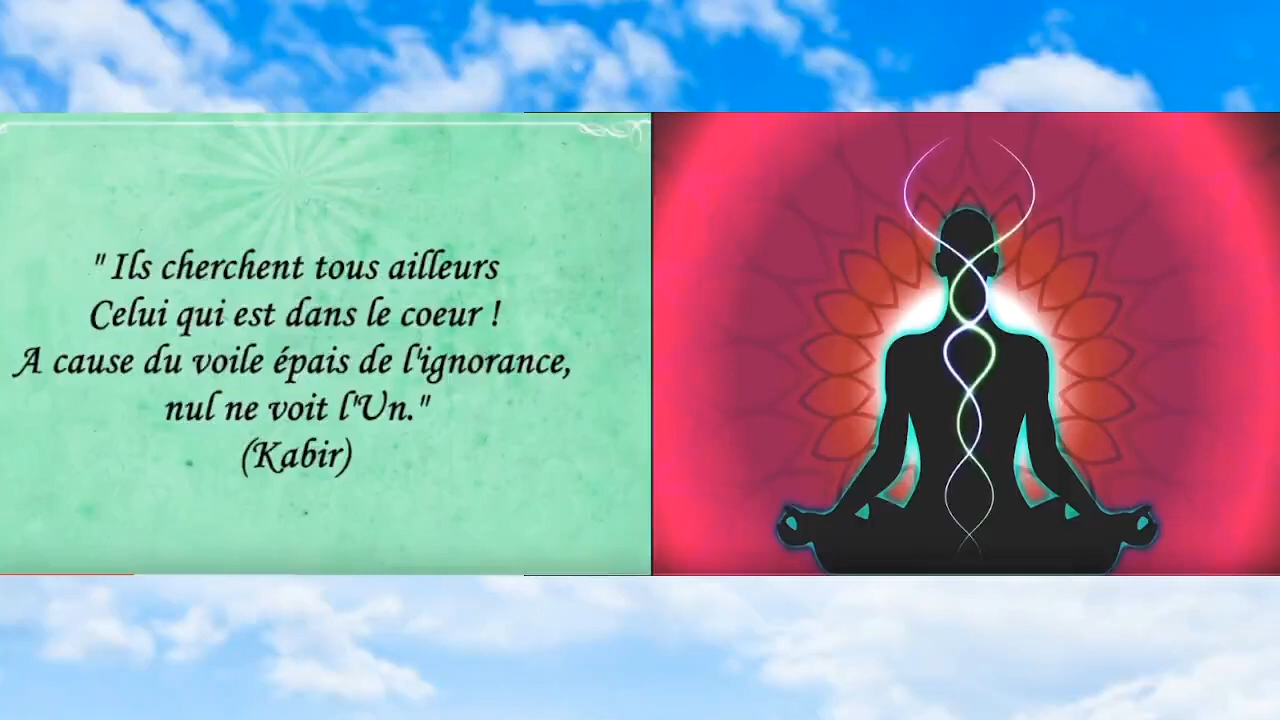 " Ils cherchent tous ailleurs
Celui qui est dans le coeur !
A cause du voile épais de l'ignorance,
nul ne voit l'Un."
(Kabir)